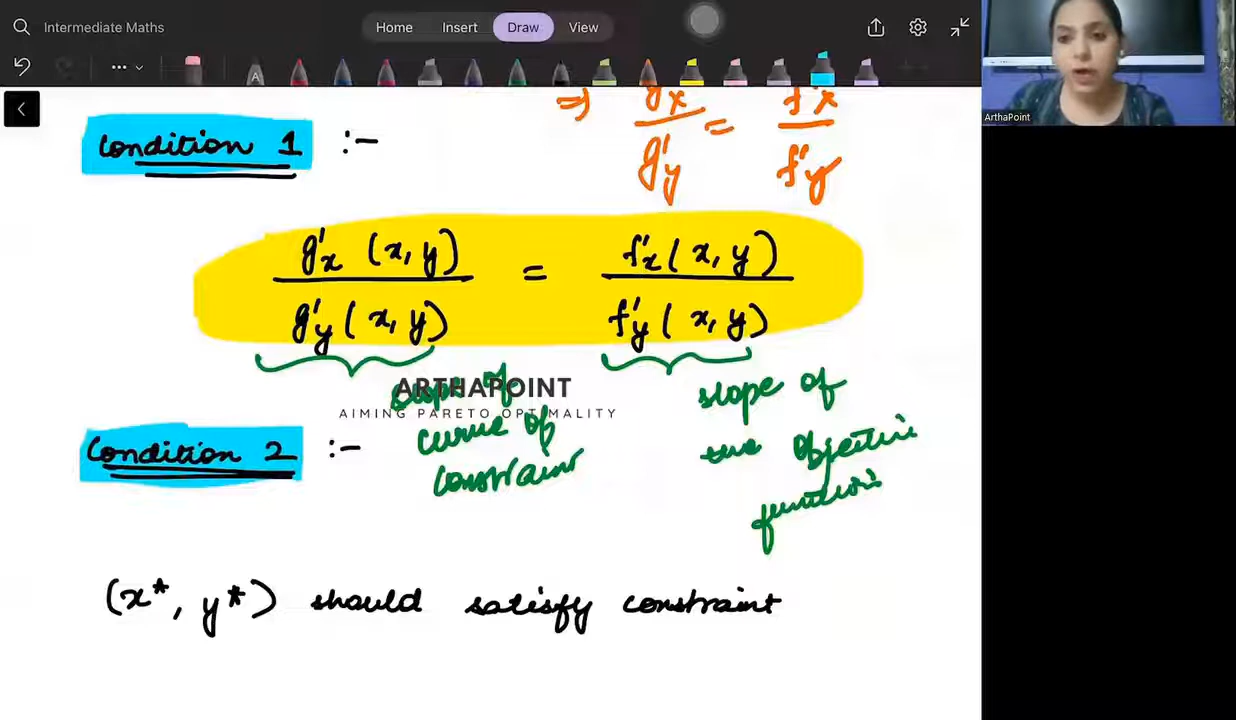 Intermediate Maths
Home Insert Draw View
A
ArthaPoint
⇒ g'x / g'y = f'x / f'y
Condition 1 :-
g'x (x, y) / g'y (x, y) = f'x (x, y) / f'y (x, y)
slope of
curve of
constraint
slope of
objective
function
ARTHAPOINT
AIMING PARETO OPTIMALITY
Condition 2 :-
(x*, y*) should satisfy constraint